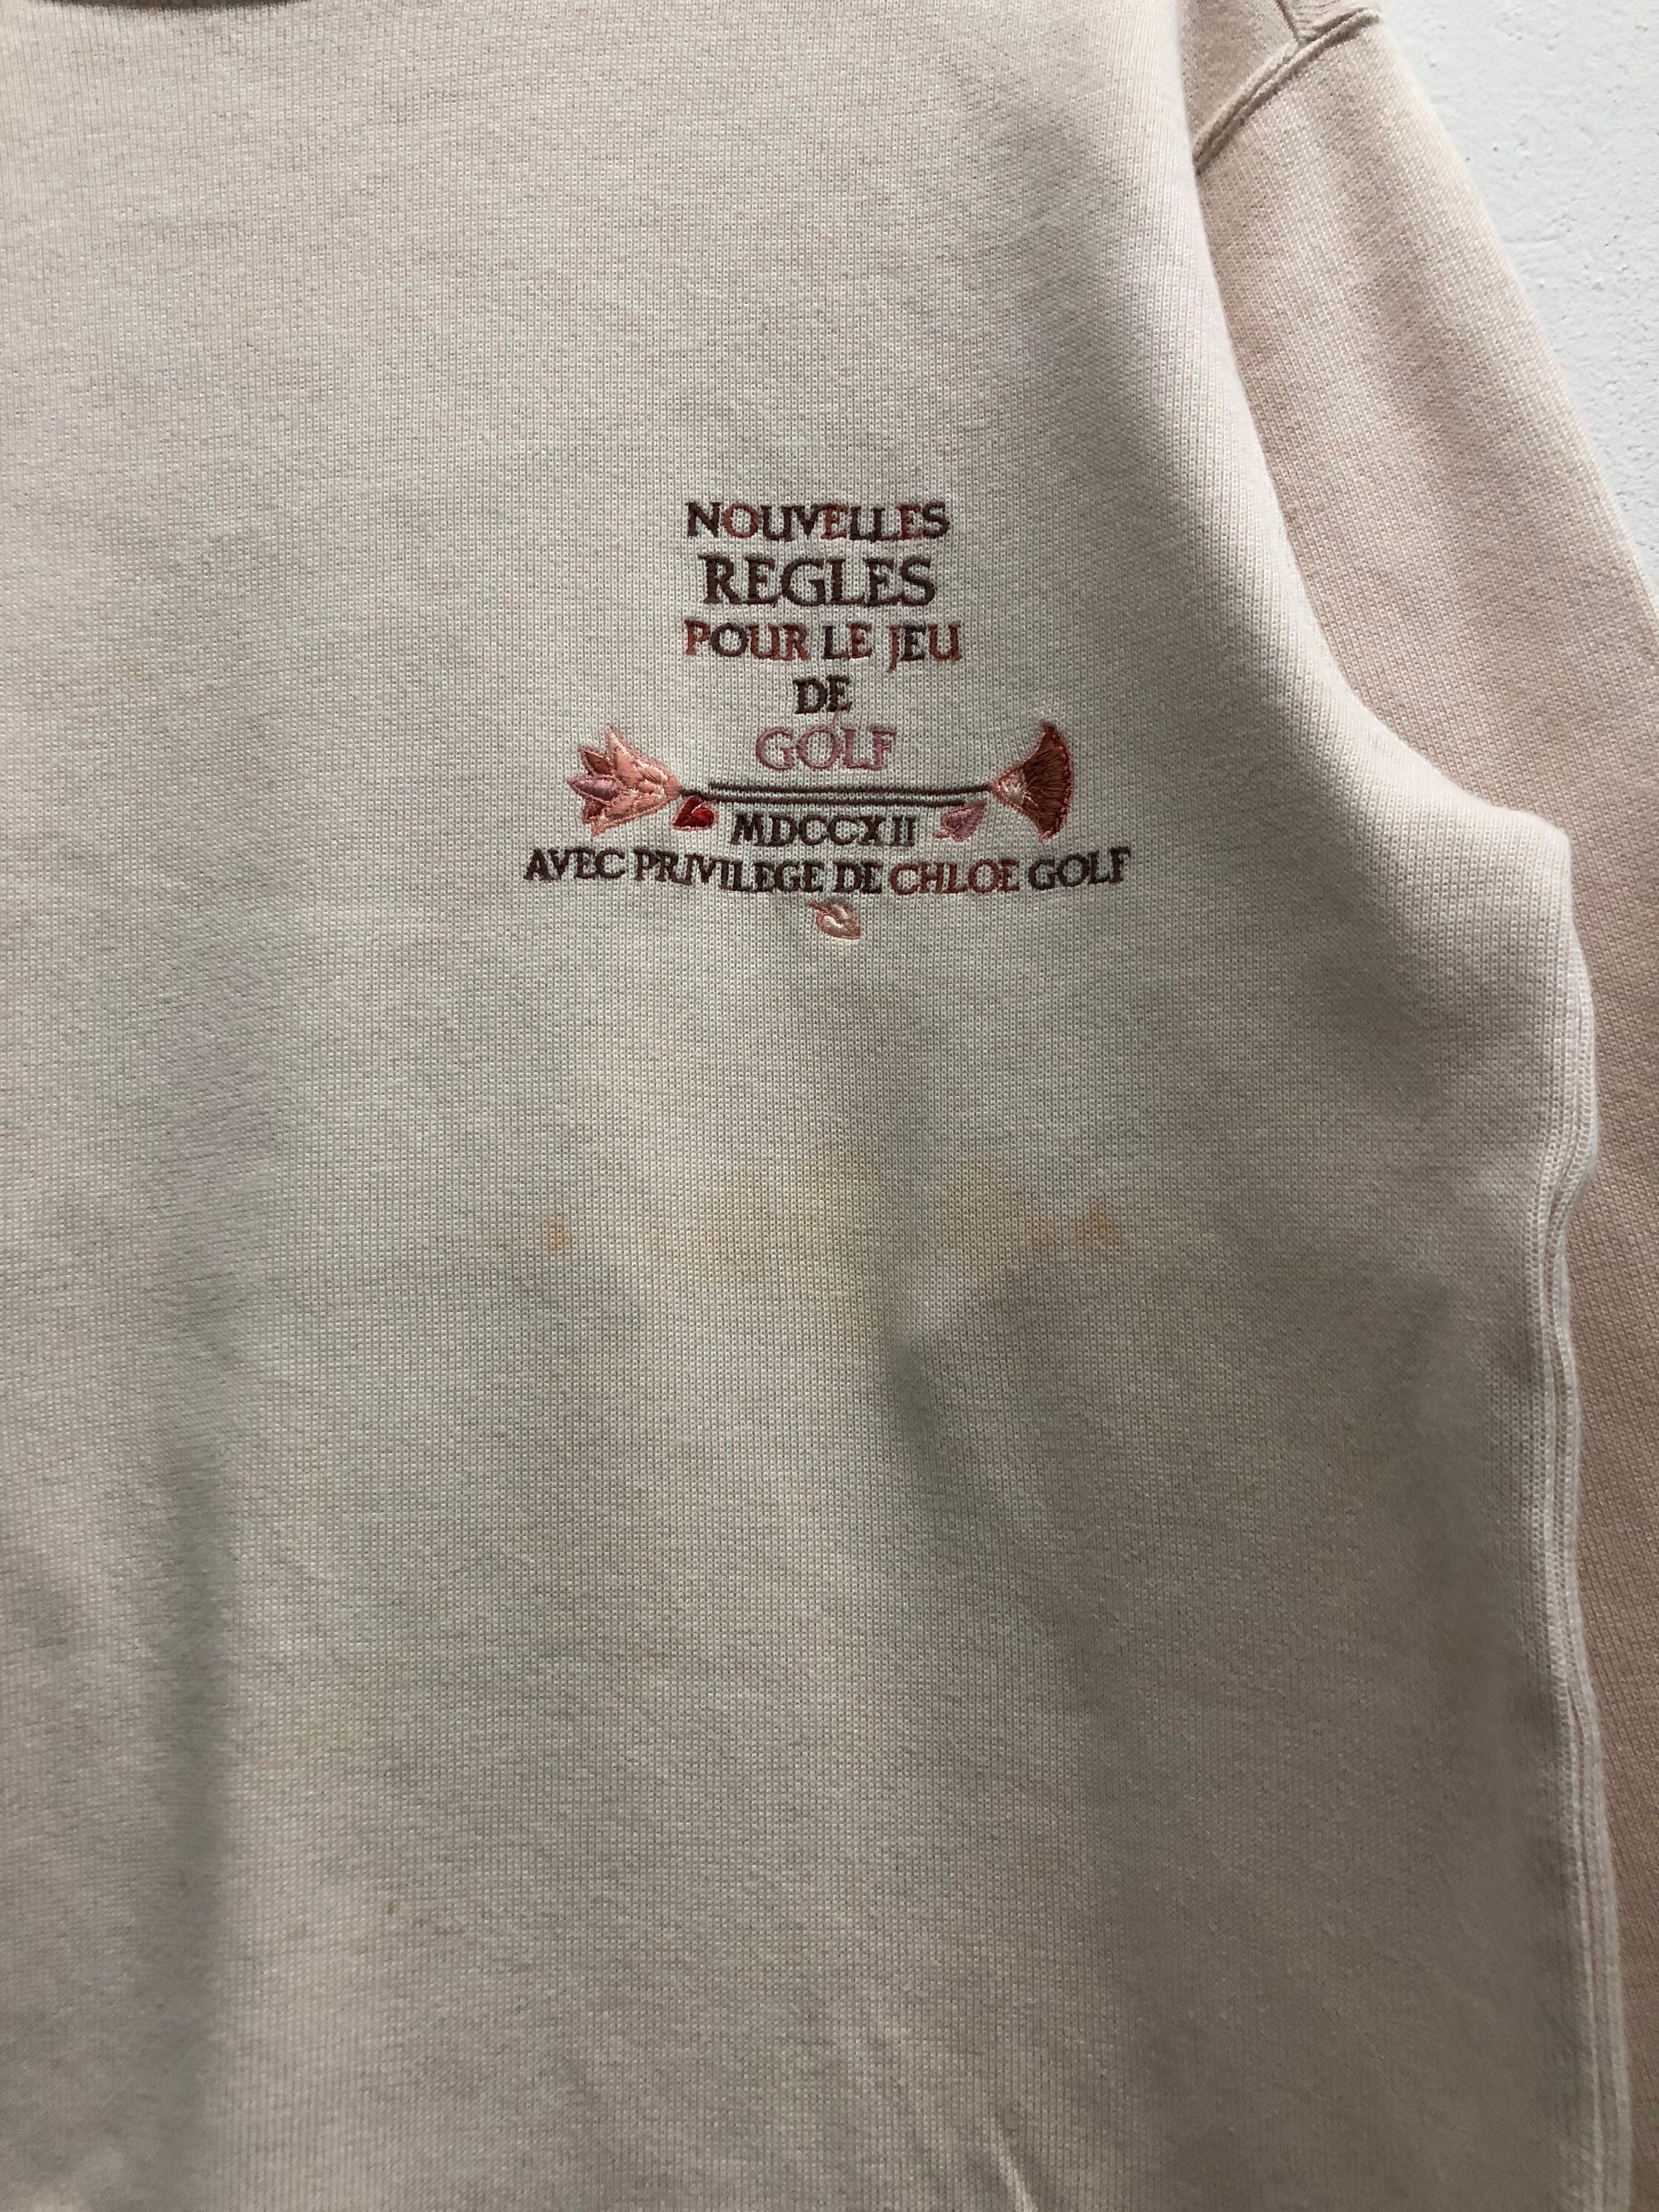 NOUVELLES
REGLES
POUR LE JEU
DE
GOLF
MDCCXII
AVEC PRIVILEGE DE CHLOE GOLF